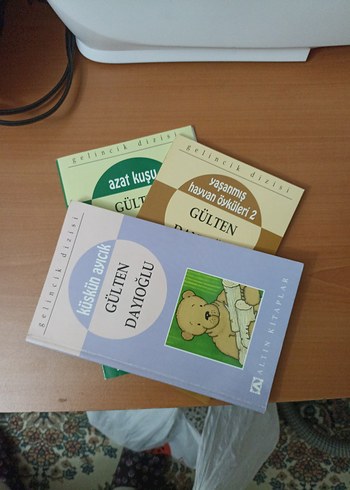 gelincik dizisi
azat kuşu
GÜLTEN
gelincik dizisi
yaşanmış
hayvan öyküleri 2
GÜLTEN
gelincik dizisi
küskün ayıcık
GÜLTEN
DAYIOĞLU
ALTIN KİTAPLAR